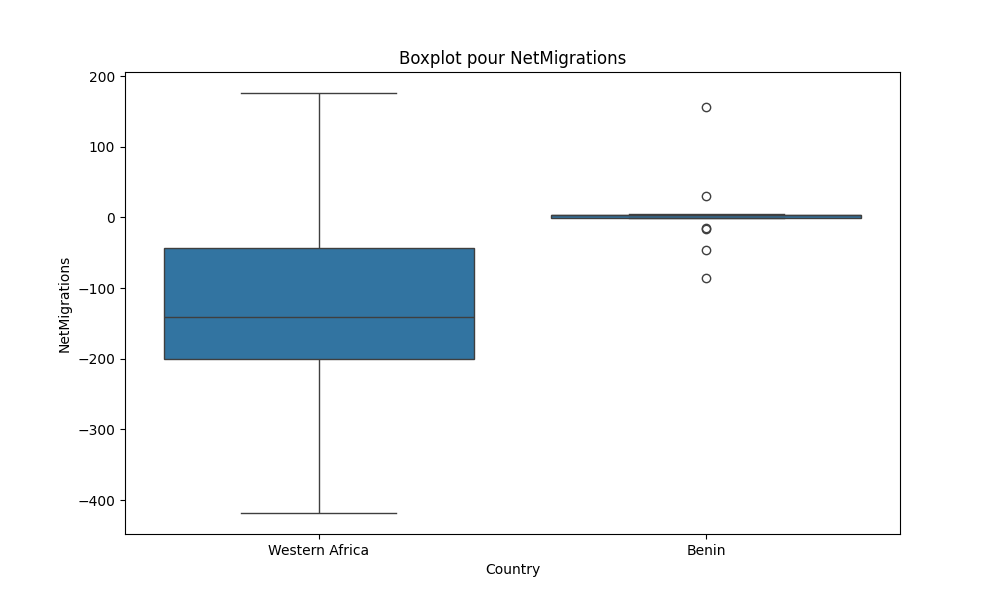 Boxplot pour NetMigrations
200
100
0
−100
−200
−300
−400
NetMigrations
Western Africa
Benin
Country